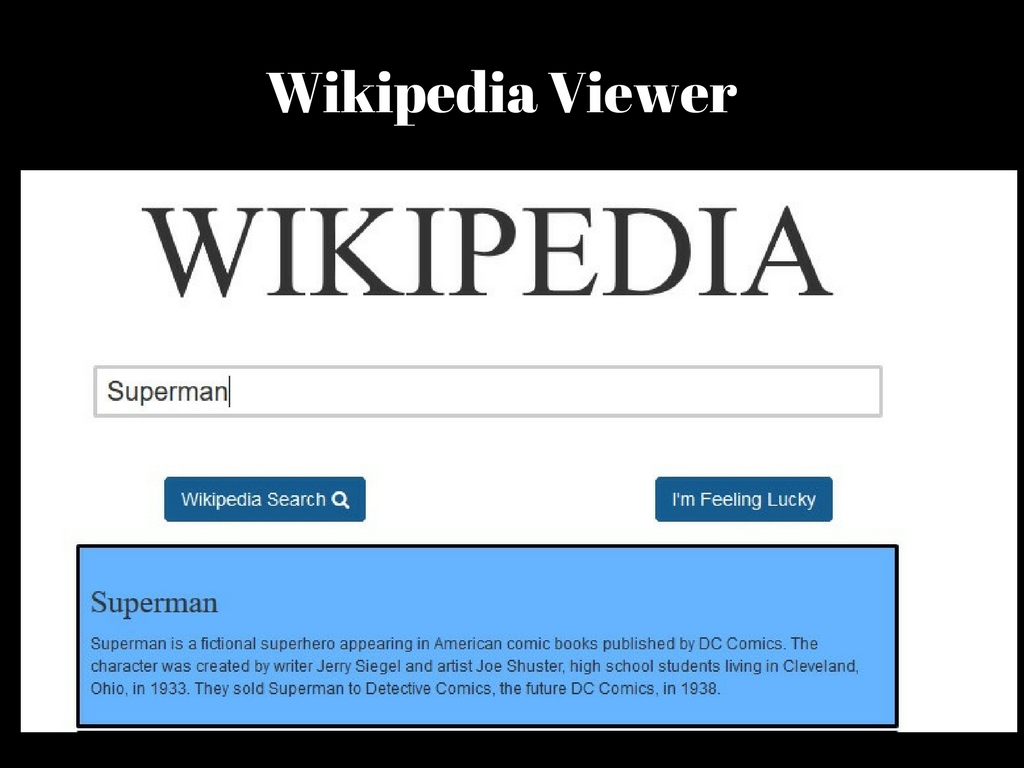 Wikipedia Viewer
WIKIPEDIA
Superman
Wikipedia Search
I'm Feeling Lucky
Superman
Superman is a fictional superhero appearing in American comic books published by DC Comics. The
character was created by writer Jerry Siegel and artist Joe Shuster, high school students living in Cleveland,
Ohio, in 1933. They sold Superman to Detective Comics, the future DC Comics, in 1938.